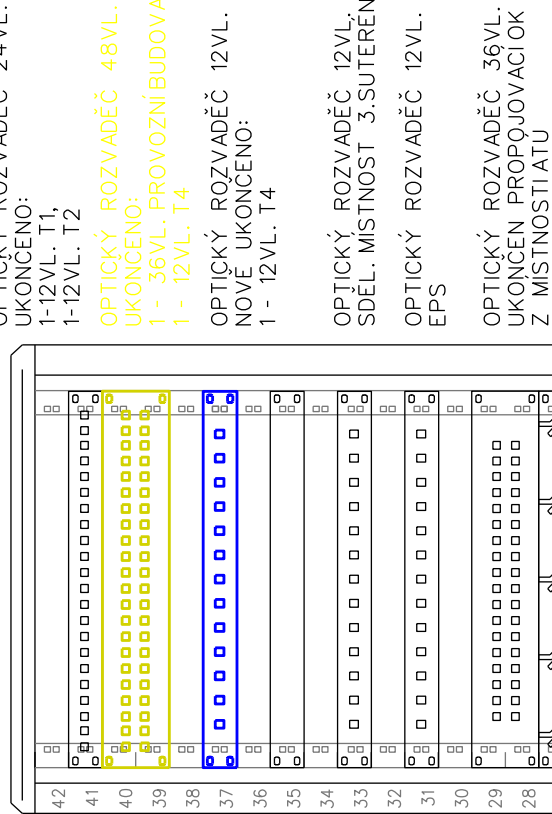 OPTICKÝ ROZVADĚČ 24VL.
UKONČENO:
1-12VL. T1,
1-12VL. T2
OPTICKÝ ROZVADĚČ 48VL.
UKONČENO:
1 - 36VL. PROVOZNÍ BUDOVA
1 - 12VL. T4
OPTICKÝ ROZVADĚČ 12VL.
NOVĚ UKONČENO:
1 - 12VL. T4
OPTICKÝ ROZVADĚČ 12VL,
SDĚL. MÍSTNOST 3.SUTERÉN
OPTICKÝ ROZVADĚČ 12VL.
EPS
OPTICKÝ ROZVADĚČ 36VL.
UKONČEN PROPOJOVACÍ OK
Z MÍSTNOSTI ATÚ
42
41
40
39
38
37
36
35
34
33
32
31
30
29
28